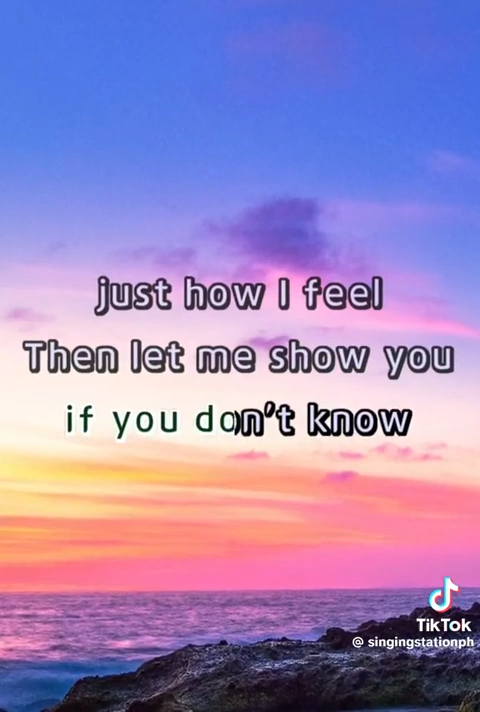 just how I feel
Then let me show you
if you don't know
TikTok
@ singingstationph